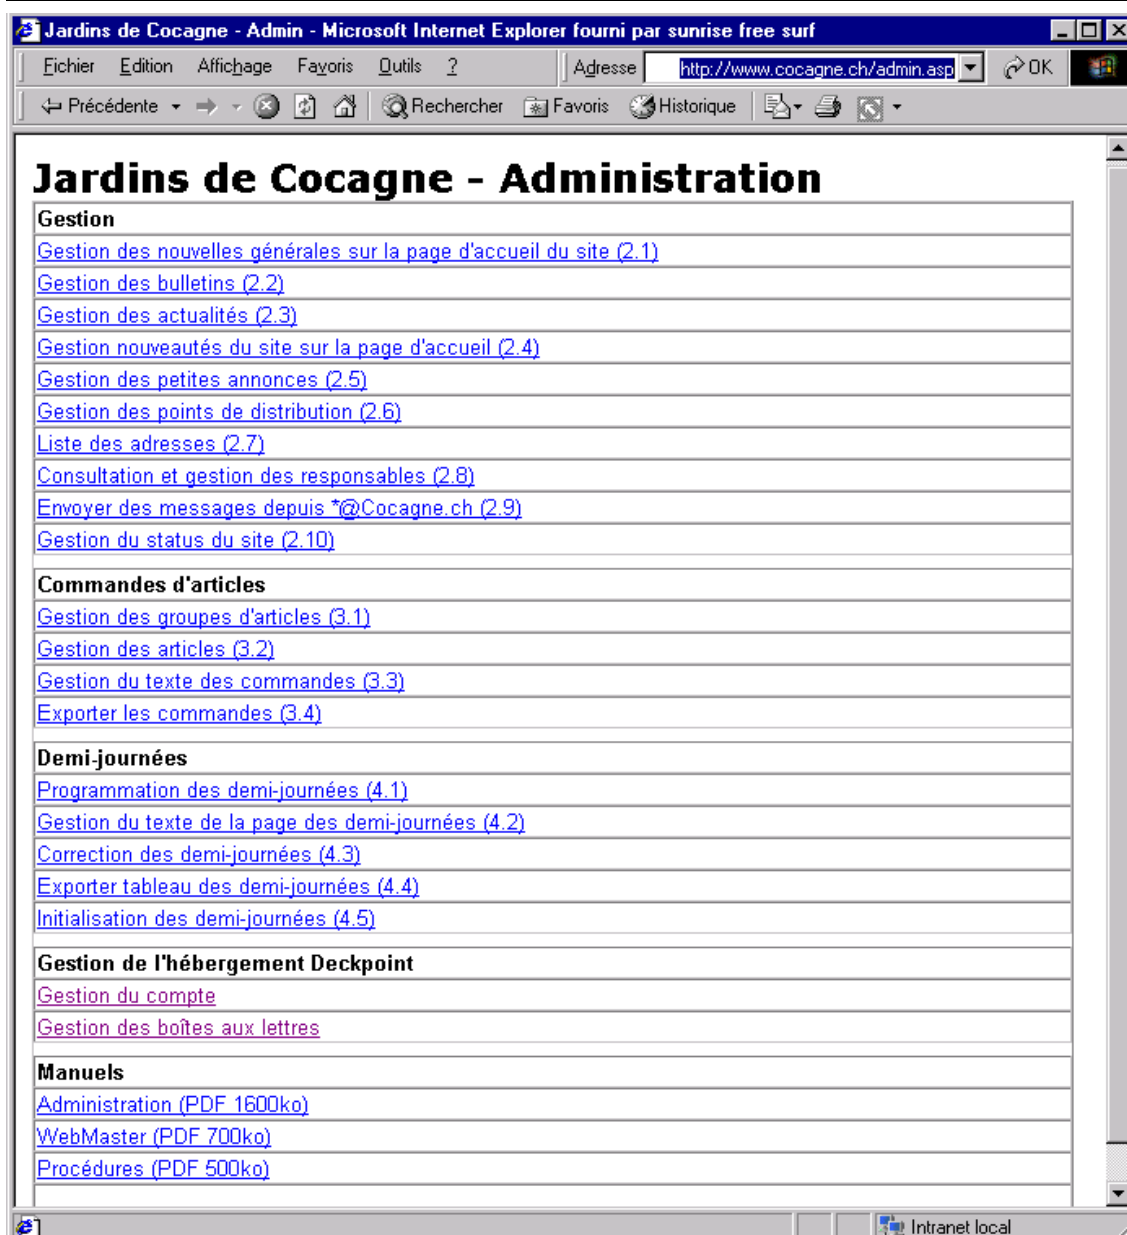 Jardins de Cocagne - Admin - Microsoft Internet Explorer fourni par sunrise free surf
Fichier Edition Affichage Favoris Outils ? Adresse http://www.cocagne.ch/admin.asp OK
Précédente Rechercher Favoris Historique
Jardins de Cocagne - Administration
Gestion
Gestion des nouvelles générales sur la page d'accueil du site (2.1)
Gestion des bulletins (2.2)
Gestion des actualités (2.3)
Gestion nouveautés du site sur la page d'accueil (2.4)
Gestion des petites annonces (2.5)
Gestion des points de distribution (2.6)
Liste des adresses (2.7)
Consultation et gestion des responsables (2.8)
Envoyer des messages depuis *@Cocagne.ch (2.9)
Gestion du status du site (2.10)
Commandes d'articles
Gestion des groupes d'articles (3.1)
Gestion des articles (3.2)
Gestion du texte des commandes (3.3)
Exporter les commandes (3.4)
Demi-journées
Programmation des demi-journées (4.1)
Gestion du texte de la page des demi-journées (4.2)
Correction des demi-journées (4.3)
Exporter tableau des demi-journées (4.4)
Initialisation des demi-journées (4.5)
Gestion de l'hébergement Deckpoint
Gestion du compte
Gestion des boîtes aux lettres
Manuels
Administration (PDF 1600ko)
WebMaster (PDF 700ko)
Procédures (PDF 500ko)
Intranet local